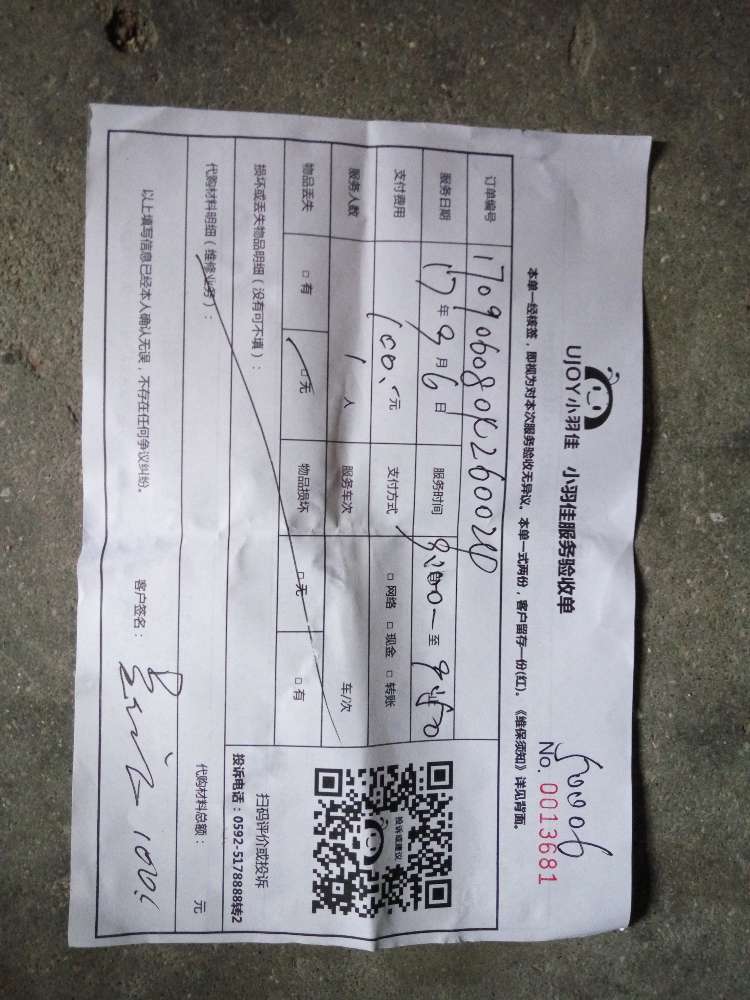 UJOY小羽佳 小羽佳服务验收单
50006
No. 0013681
本单一经核签，即视为对本次服务验收无异议。本单一式两份，客户留存一份(红)。《维保须知》详见背面。
订单编号
服务日期 17年9月6日 服务时间 至
支付费用 100.元 支付方式 □网络 □现金 □转账
服务人数 1人 服务车次 车/次
物品丢失 □有 □无 物品损坏 □无 □有
损坏或丢失物品明细（没有可不填）：
投诉或建议
扫码评价或投诉
投诉电话：0592-5178888转2
代购材料明细（维修业务）：
代购材料总额： 元
以上填写信息已经本人确认无误，不存在任何争议纠纷。 客户签名：